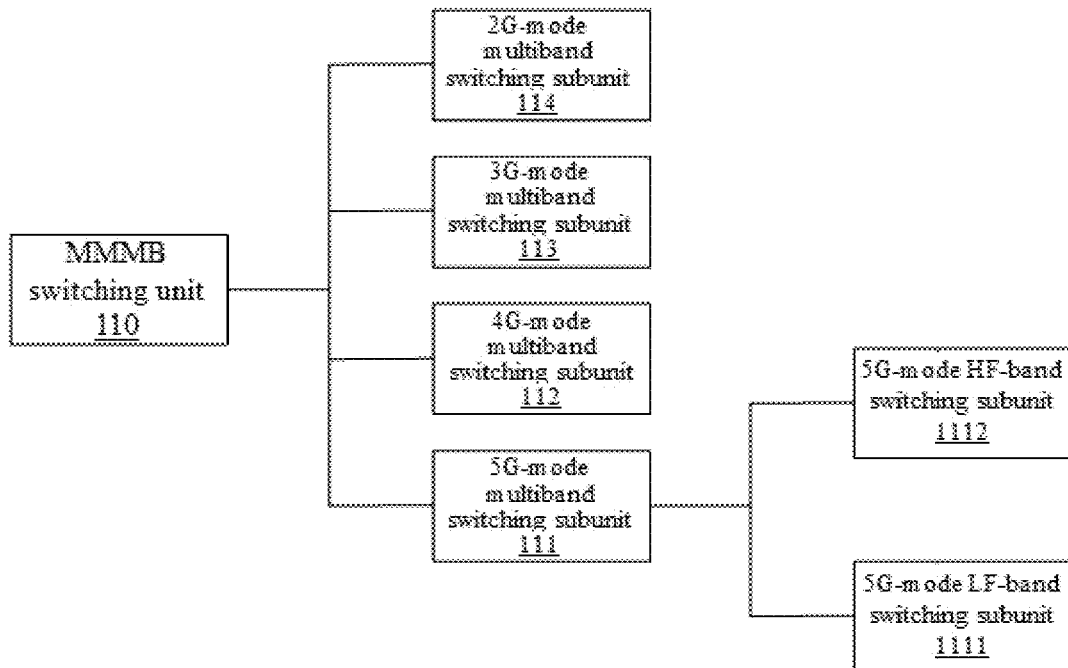 2G-mode
multiband
switching subunit
114
3G-mode
multiband
switching subunit
113
MMMB
switching unit
110
4G-mode
multiband
switching subunit
112
5G-mode HF-band
switching subunit
1112
5G-mode
multiband
switching subunit
111
5G-mode LF-band
switching subunit
1111